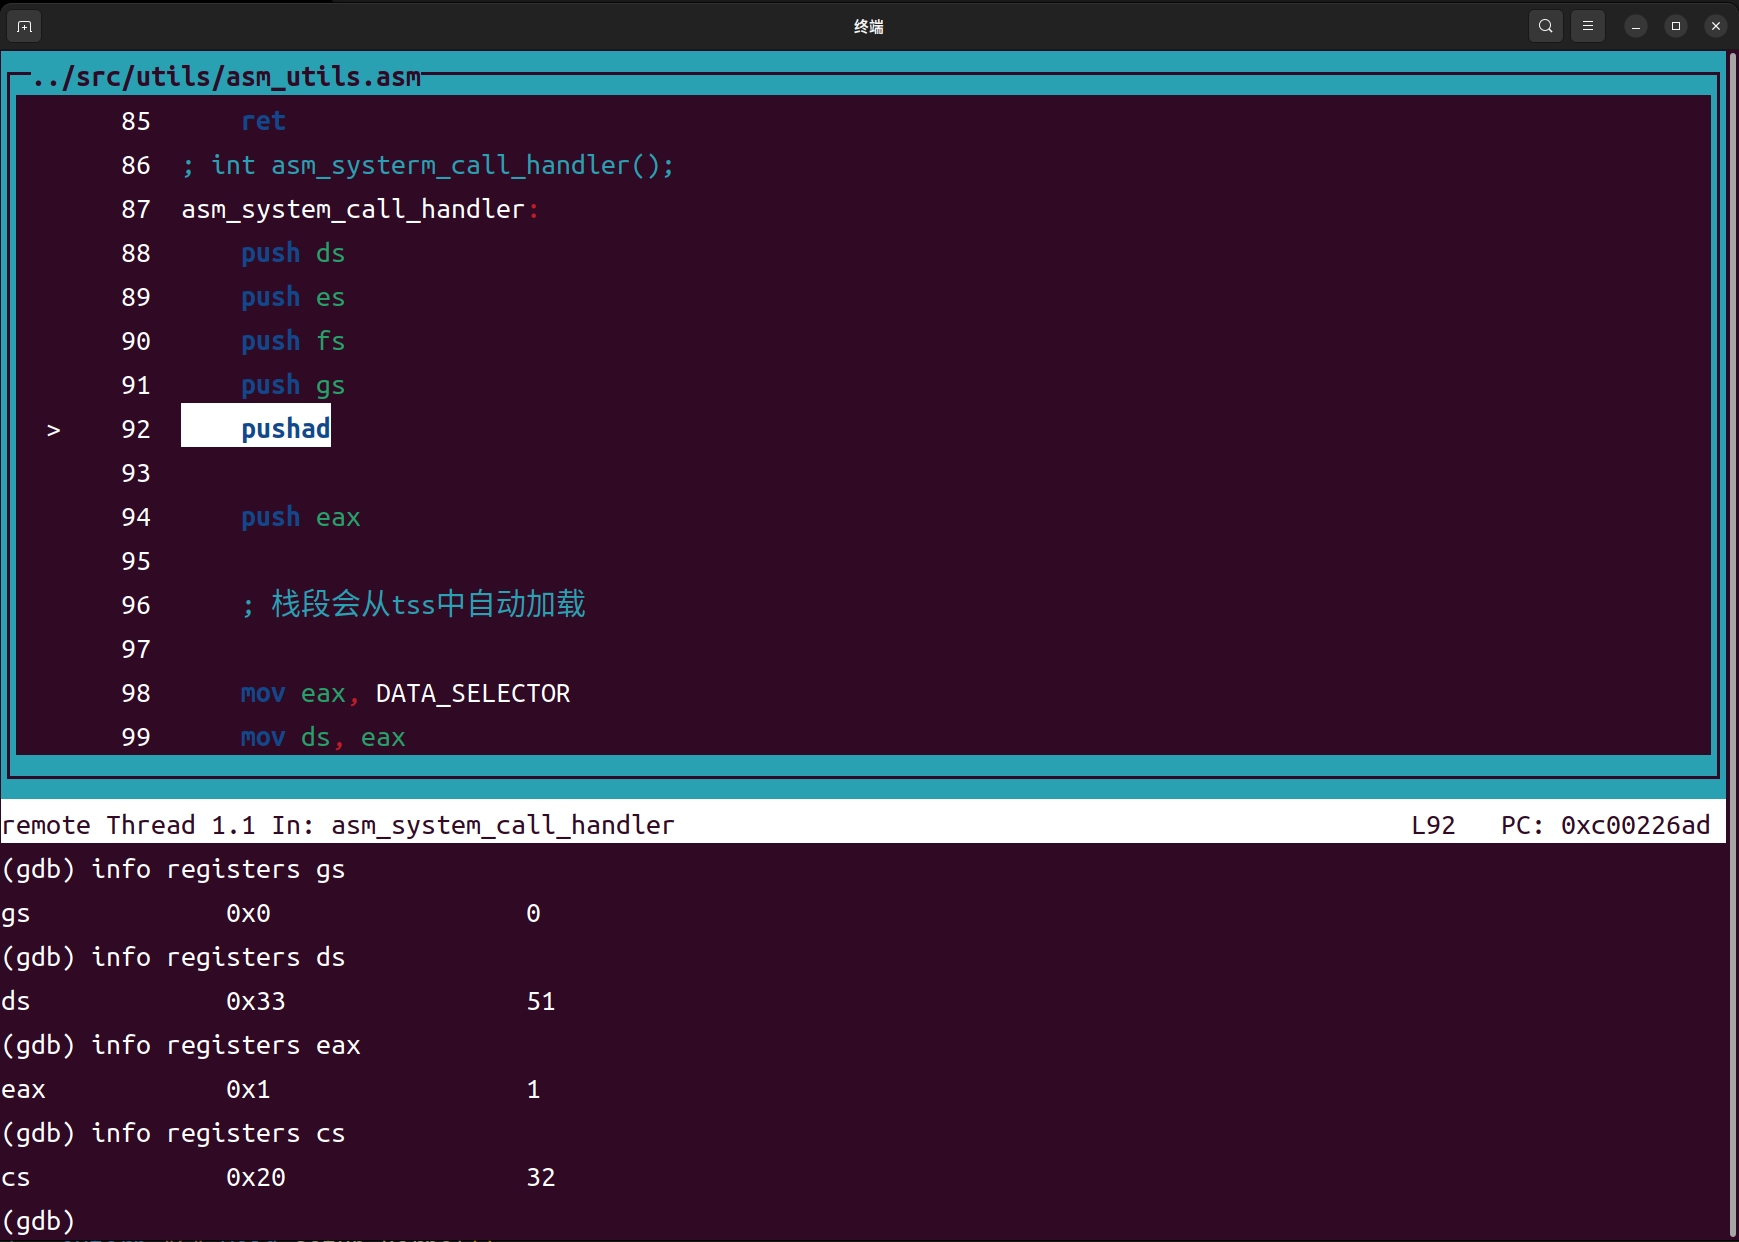 终端
../src/utils/asm_utils.asm
85 ret
86 ; int asm_systerm_call_handler();
87 asm_system_call_handler:
88 push ds
89 push es
90 push fs
91 push gs
> 92 pushad
93
94 push eax
95
96 ; 栈段会从tss中自动加载
97
98 mov eax, DATA_SELECTOR
99 mov ds, eax
remote Thread 1.1 In: asm_system_call_handler L92 PC: 0xc00226ad
(gdb) info registers gs
gs 0x0 0
(gdb) info registers ds
ds 0x33 51
(gdb) info registers eax
eax 0x1 1
(gdb) info registers cs
cs 0x20 32
(gdb)